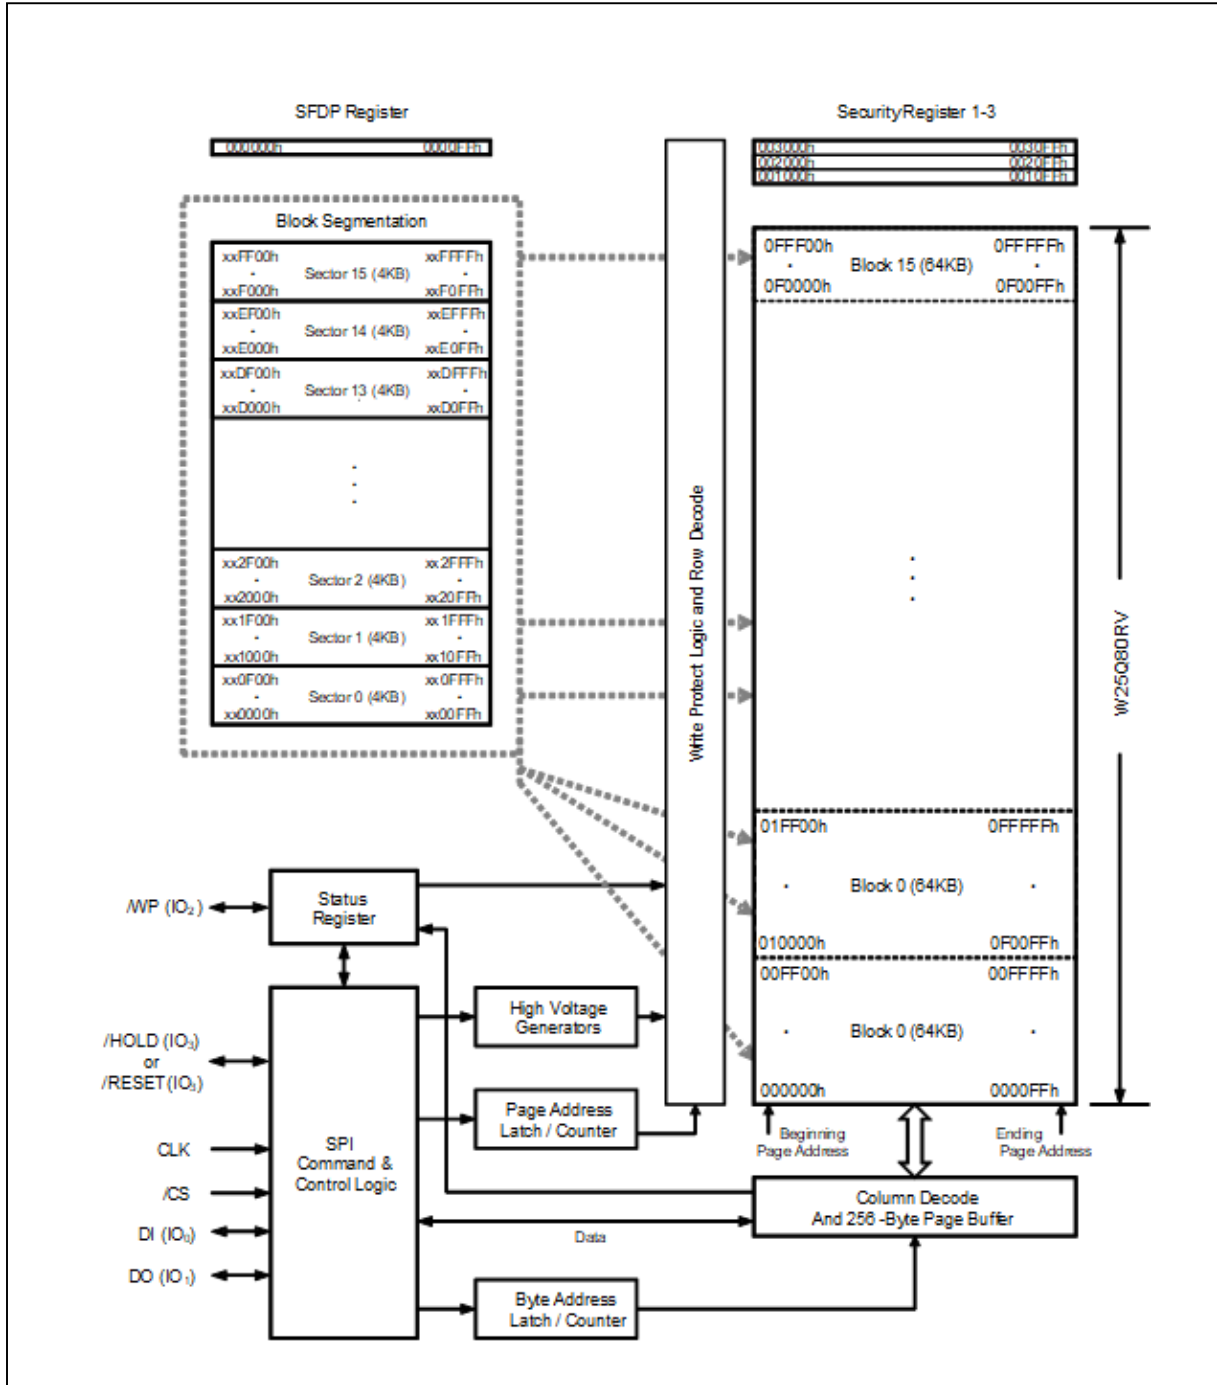 SFDP Register
000000h 0000FFh
Security Register 1-3
003000h 0030FFh
002000h 0020FFh
001000h 0010FFh
Block Segmentation
xxFF00h xxFFFFh
- Sector 15 (4KB) -
xxF000h xxF0FFh
xxEF00h xxEFFFh
- Sector 14 (4KB) -
xxE000h xxE0FFh
xxDF00h xxDFFFh
- Sector 13 (4KB) -
xxD000h xxD0FFh
xx2F00h xx2FFFh
- Sector 2 (4KB) -
xx2000h xx20FFh
xx1F00h xx1FFFh
- Sector 1 (4KB) -
xx1000h xx10FFh
xx0F00h xx0FFFh
- Sector 0 (4KB) -
xx0000h xx00FFh
Write Protect Logic and Row Decode
0FFF00h 0FFFFFh
. Block 15 (64KB) .
0F0000h 0F00FFh
01FF00h 0FFFFFh
. Block 0 (64KB) .
010000h 0F00FFh
00FF00h 00FFFFh
. Block 0 (64KB) .
000000h 0000FFh
W25Q80RV
Beginning
Page Address
Ending
Page Address
/WP (IO₂)
Status
Register
/HOLD (IO₃)
or
/RESET (IO₃)
CLK
/CS
DI (IO₀)
DO (IO₁)
SPI
Command &
Control Logic
High Voltage
Generators
Page Address
Latch / Counter
Column Decode
And 256 -Byte Page Buffer
Data
Byte Address
Latch / Counter